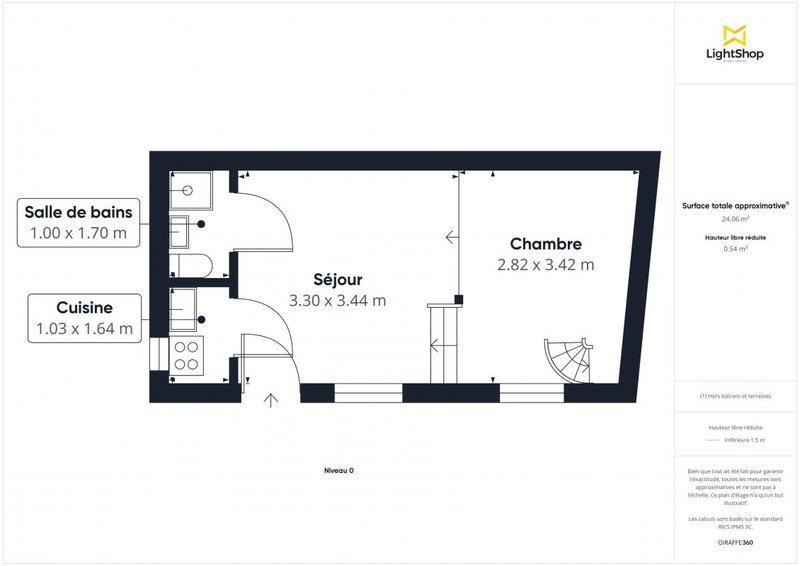 LightShop
Salle de bains
1.00 x 1.70 m
Cuisine
1.03 x 1.64 m
Séjour
3.30 x 3.44 m
Chambre
2.82 x 3.42 m
Niveau 0
Surface totale approximative⁽¹⁾
24.06 m²
Hauteur libre réduite
0.54 m²
(1) Hors balcons et terrasses
Hauteur libre réduite
Inférieure 1.5 m
Bien que tout ait été fait pour garantir
l'exactitude, toutes les mesures sont
approximatives et ne sont pas à
l'échelle. Ce plan d'étage n'a qu'un but
illustratif.
Les calculs sont basés sur le standard
RICS IPMS 3C.
GIRAFFE360